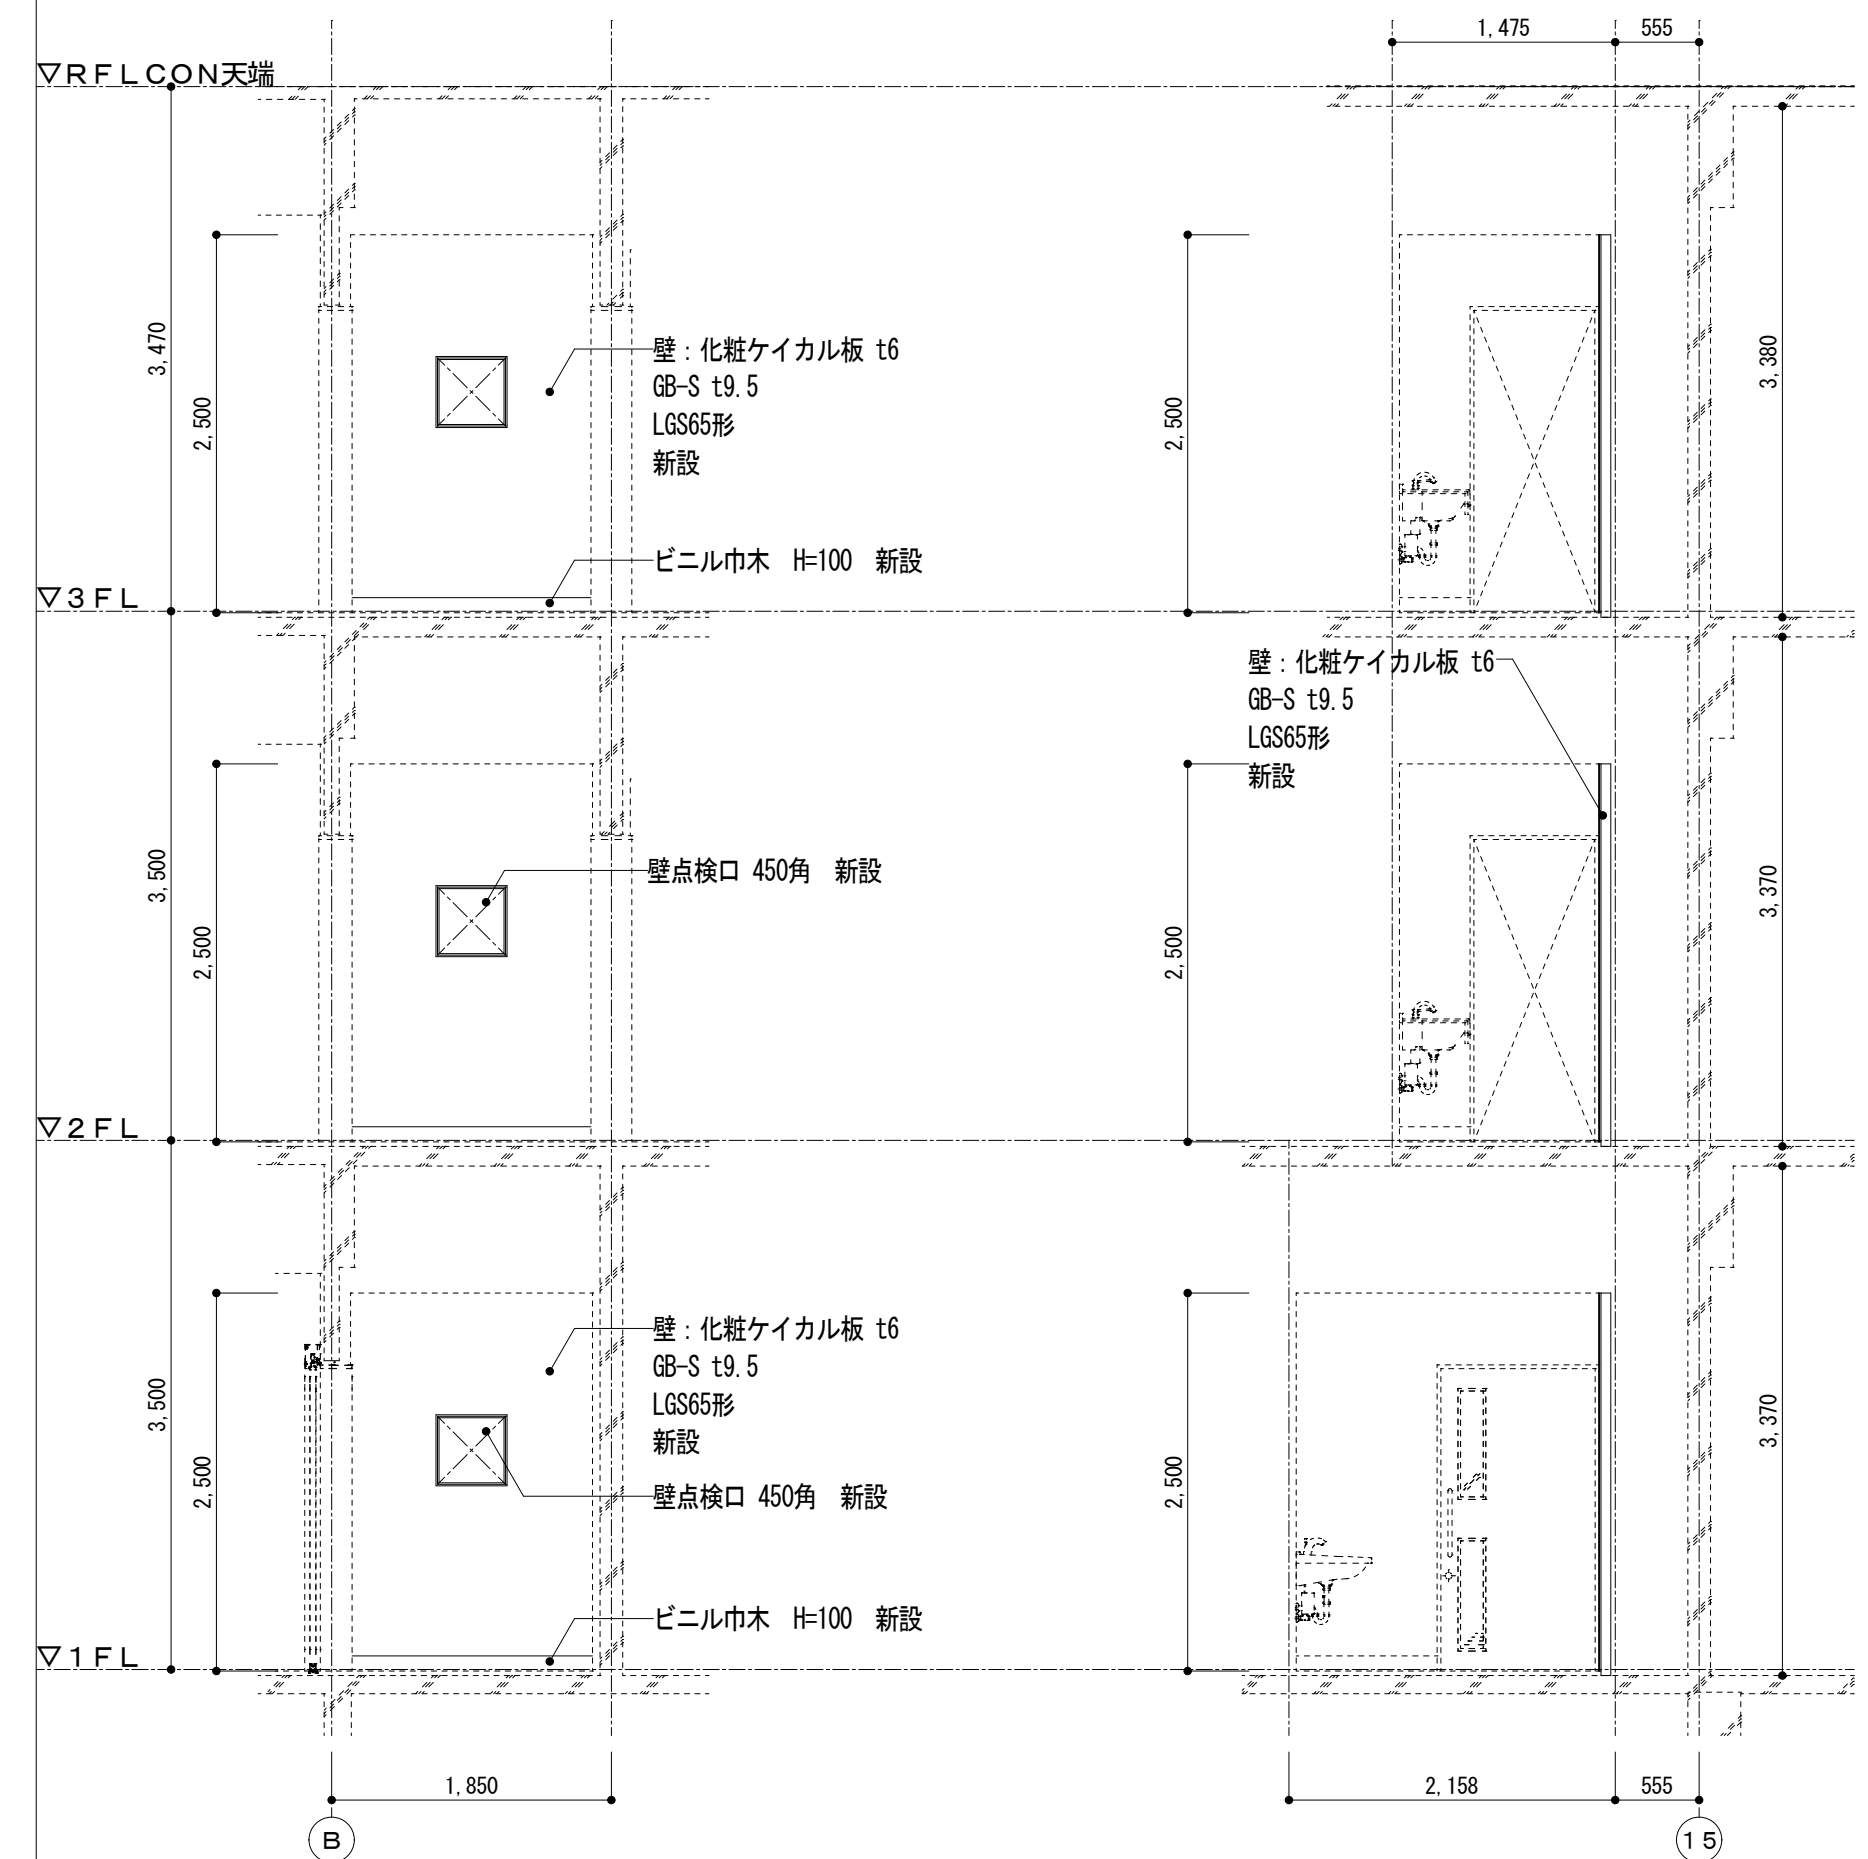 1,475
555
▽RFLCON天端
3,470
2,500
壁：化粧ケイカル板 t6
GB-S t9.5
LGS65形
新設
2,500
3,380
ビニル巾木　H=100　新設
▽3FL
壁：化粧ケイカル板 t6
GB-S t9.5
LGS65形
新設
3,500
2,500
壁点検口 450角　新設
2,500
3,370
▽2FL
壁：化粧ケイカル板 t6
GB-S t9.5
LGS65形
新設
3,500
2,500
壁点検口 450角　新設
2,500
3,370
ビニル巾木　H=100　新設
▽1FL
1,850
2,158
555
B
15